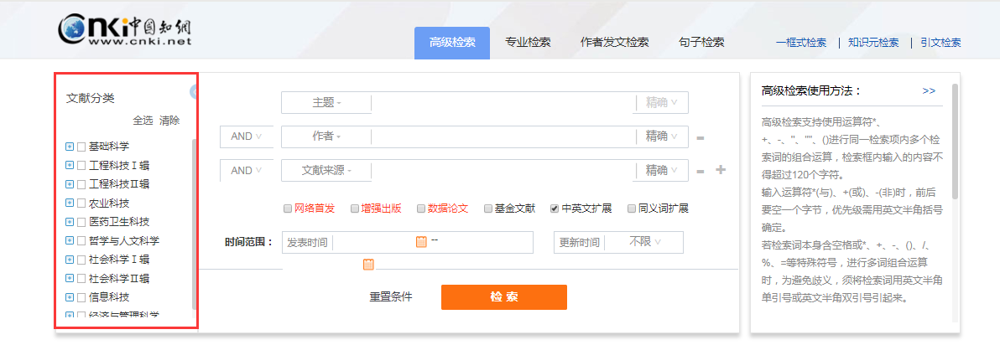 Cnki中国知網
www.cnki.net
高级检索 专业检索 作者发文检索 句子检索
一框式检索 | 知识元检索 | 引文检索
文献分类
全选 清除
基础科学
工程科技Ⅰ辑
工程科技Ⅱ辑
农业科技
医药卫生科技
哲学与人文科学
社会科学Ⅰ辑
社会科学Ⅱ辑
信息科技
经济与管理科学
主题 精确
AND 作者 精确
AND 文献来源 精确
网络首发 增强出版 数据论文 基金文献 中英文扩展 同义词扩展
时间范围： 发表时间 -- 更新时间 不限
重置条件 检 索
高级检索使用方法： >>
高级检索支持使用运算符*、
+、-、''、""、()进行同一检索项内多个检
索词的组合运算，检索框内输入的内容不
得超过120个字符。
输入运算符*(与)、+(或)、-(非)时，前后
要空一个字节，优先级需用英文半角括号
确定。
若检索词本身含空格或*、+、-、()、/、
%、=等特殊符号，进行多词组合运算
时，为避免歧义，须将检索词用英文半角
单引号或英文半角双引号引起来。